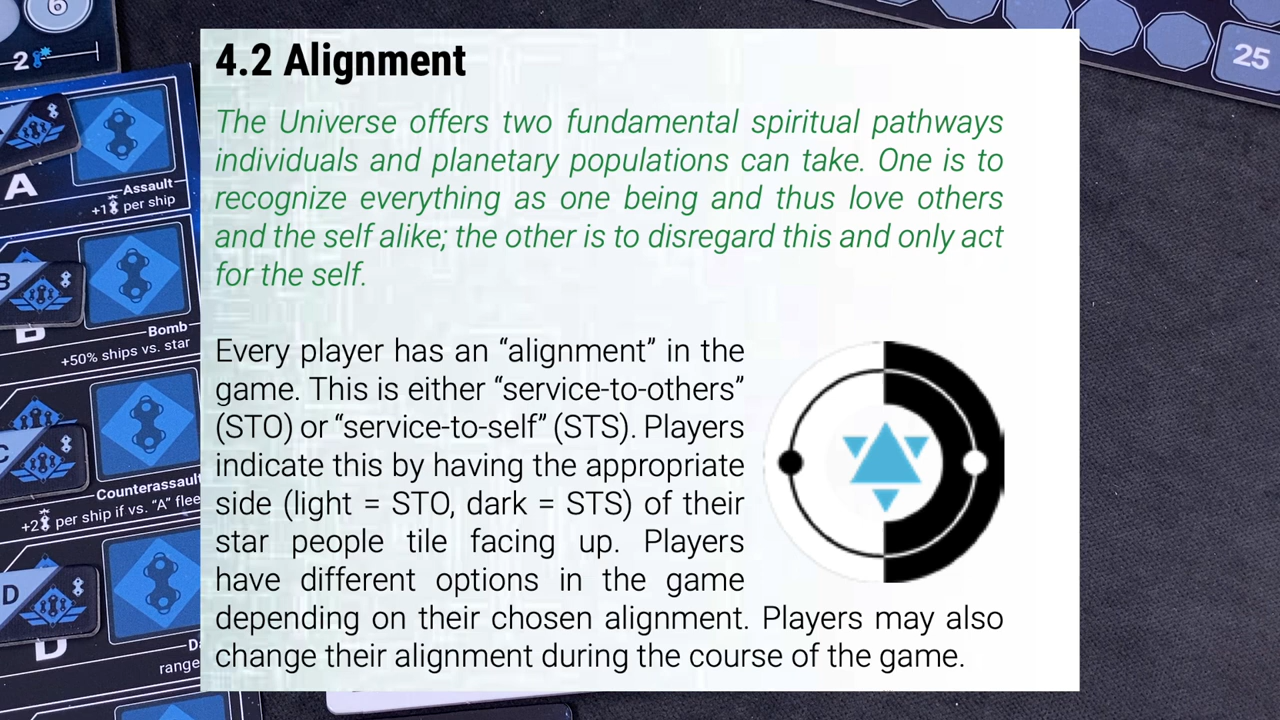 6
2
25
A
Assault
+1 per ship
B
B
Bomb
+50% ships vs. star
C
Counterassault
+2 per ship if vs. "A" flee
D
D
range
4.2 Alignment
The Universe offers two fundamental spiritual pathways
individuals and planetary populations can take. One is to
recognize everything as one being and thus love others
and the self alike; the other is to disregard this and only act
for the self.
Every player has an “alignment” in the
game. This is either “service-to-others”
(STO) or “service-to-self” (STS). Players
indicate this by having the appropriate
side (light = STO, dark = STS) of their
star people tile facing up. Players
have different options in the game
depending on their chosen alignment. Players may also
change their alignment during the course of the game.